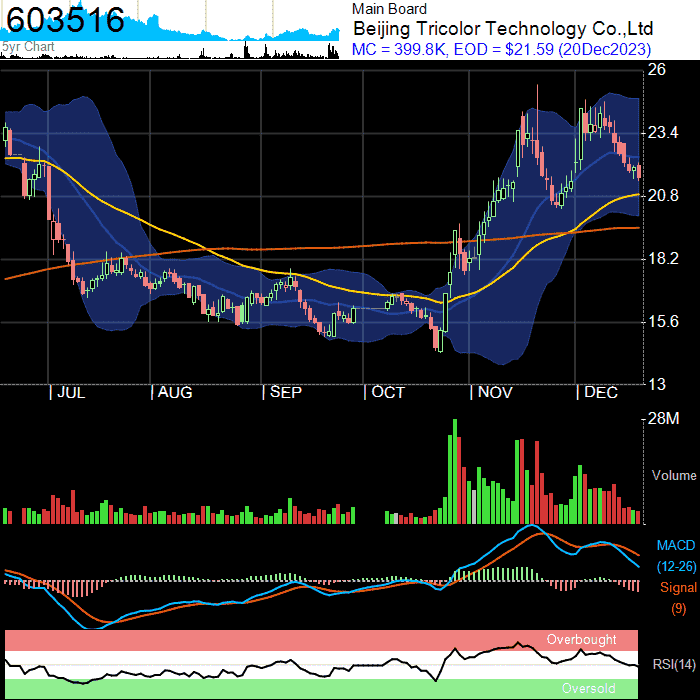 603516
5yr Chart
Main Board
Beijing Tricolor Technology Co.,Ltd
MC = 399.8K, EOD = $21.59 (20Dec2023)
26
23.4
20.8
18.2
15.6
13
JUL AUG SEP OCT NOV DEC
28M
Volume
MACD
(12-26)
Signal
(9)
Overbought
RSI(14)
Oversold